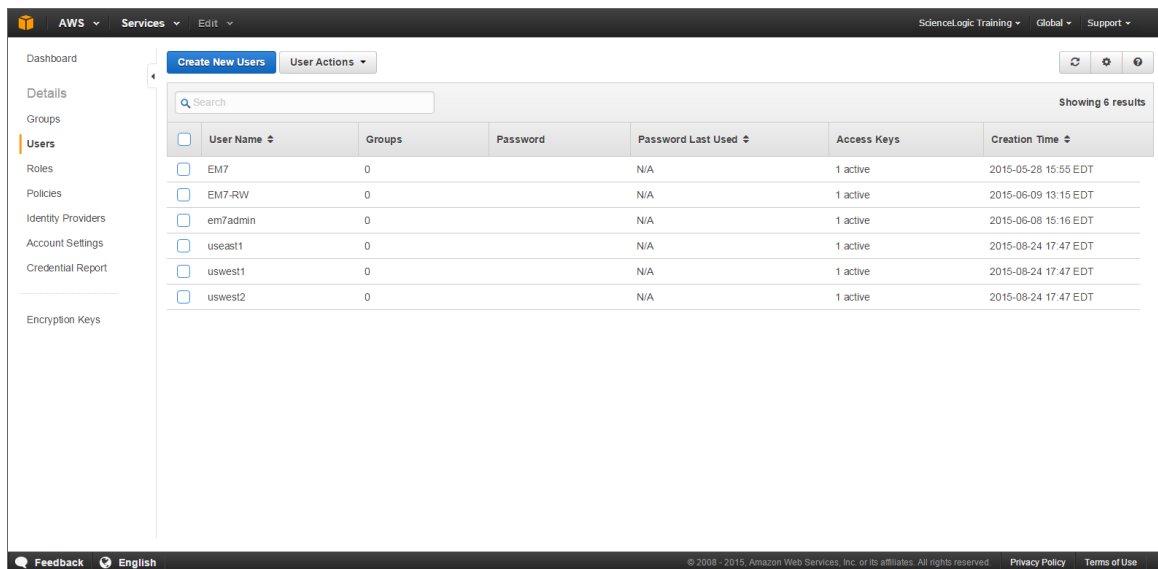 AWS Services Edit ScienceLogic Training Global Support
Dashboard
Details
Groups
Users
Roles
Policies
Identity Providers
Account Settings
Credential Report
Encryption Keys
Create New Users User Actions
Search Showing 6 results
User Name Groups Password Password Last Used Access Keys Creation Time
EM7 0 N/A 1 active 2015-05-28 15:55 EDT
EM7-RW 0 N/A 1 active 2015-06-09 13:15 EDT
em7admin 0 N/A 1 active 2015-06-08 15:16 EDT
useast1 0 N/A 1 active 2015-08-24 17:47 EDT
uswest1 0 N/A 1 active 2015-08-24 17:47 EDT
uswest2 0 N/A 1 active 2015-08-24 17:47 EDT
Feedback English © 2008 - 2015, Amazon Web Services, Inc. or its affiliates. All rights reserved. Privacy Policy Terms of Use